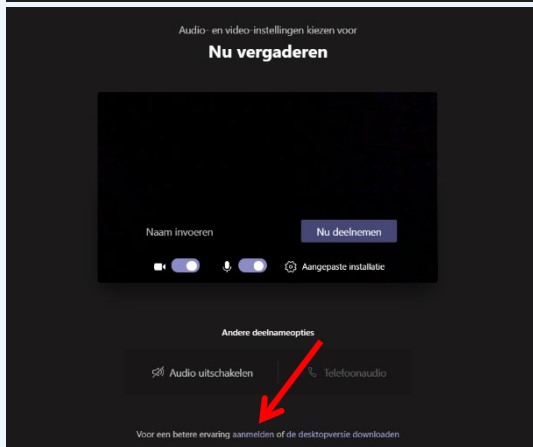 Audio- en video-instellingen kiezen voor
Nu vergaderen
Naam invoeren
Nu deelnemen
Aangepaste installatie
Andere deelnameopties
Audio uitschakelen
Telefoonaudio
Voor een betere ervaring aanmelden of de desktopversie downloaden